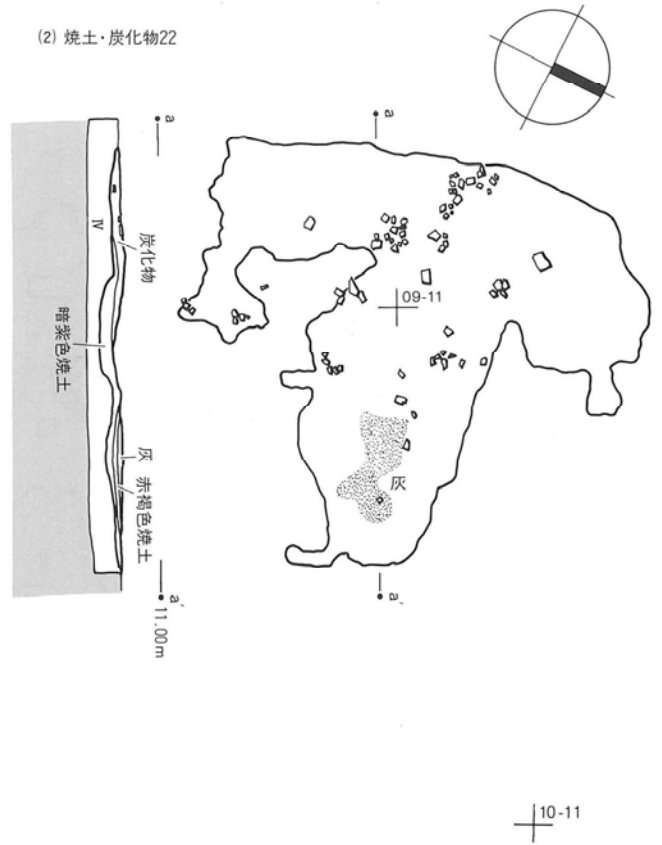 (2) 焼土・炭化物22
a
a
IV
炭化物
09-11
暗紫色焼土
灰
灰 赤褐色焼土
a′
11.00m
a′
10-11